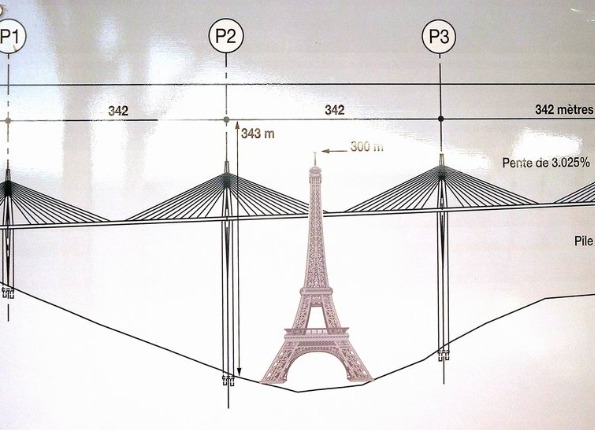 P1
P2
P3
342
342
342 mètres
343 m
300 m
Pente de 3.025%
Pile